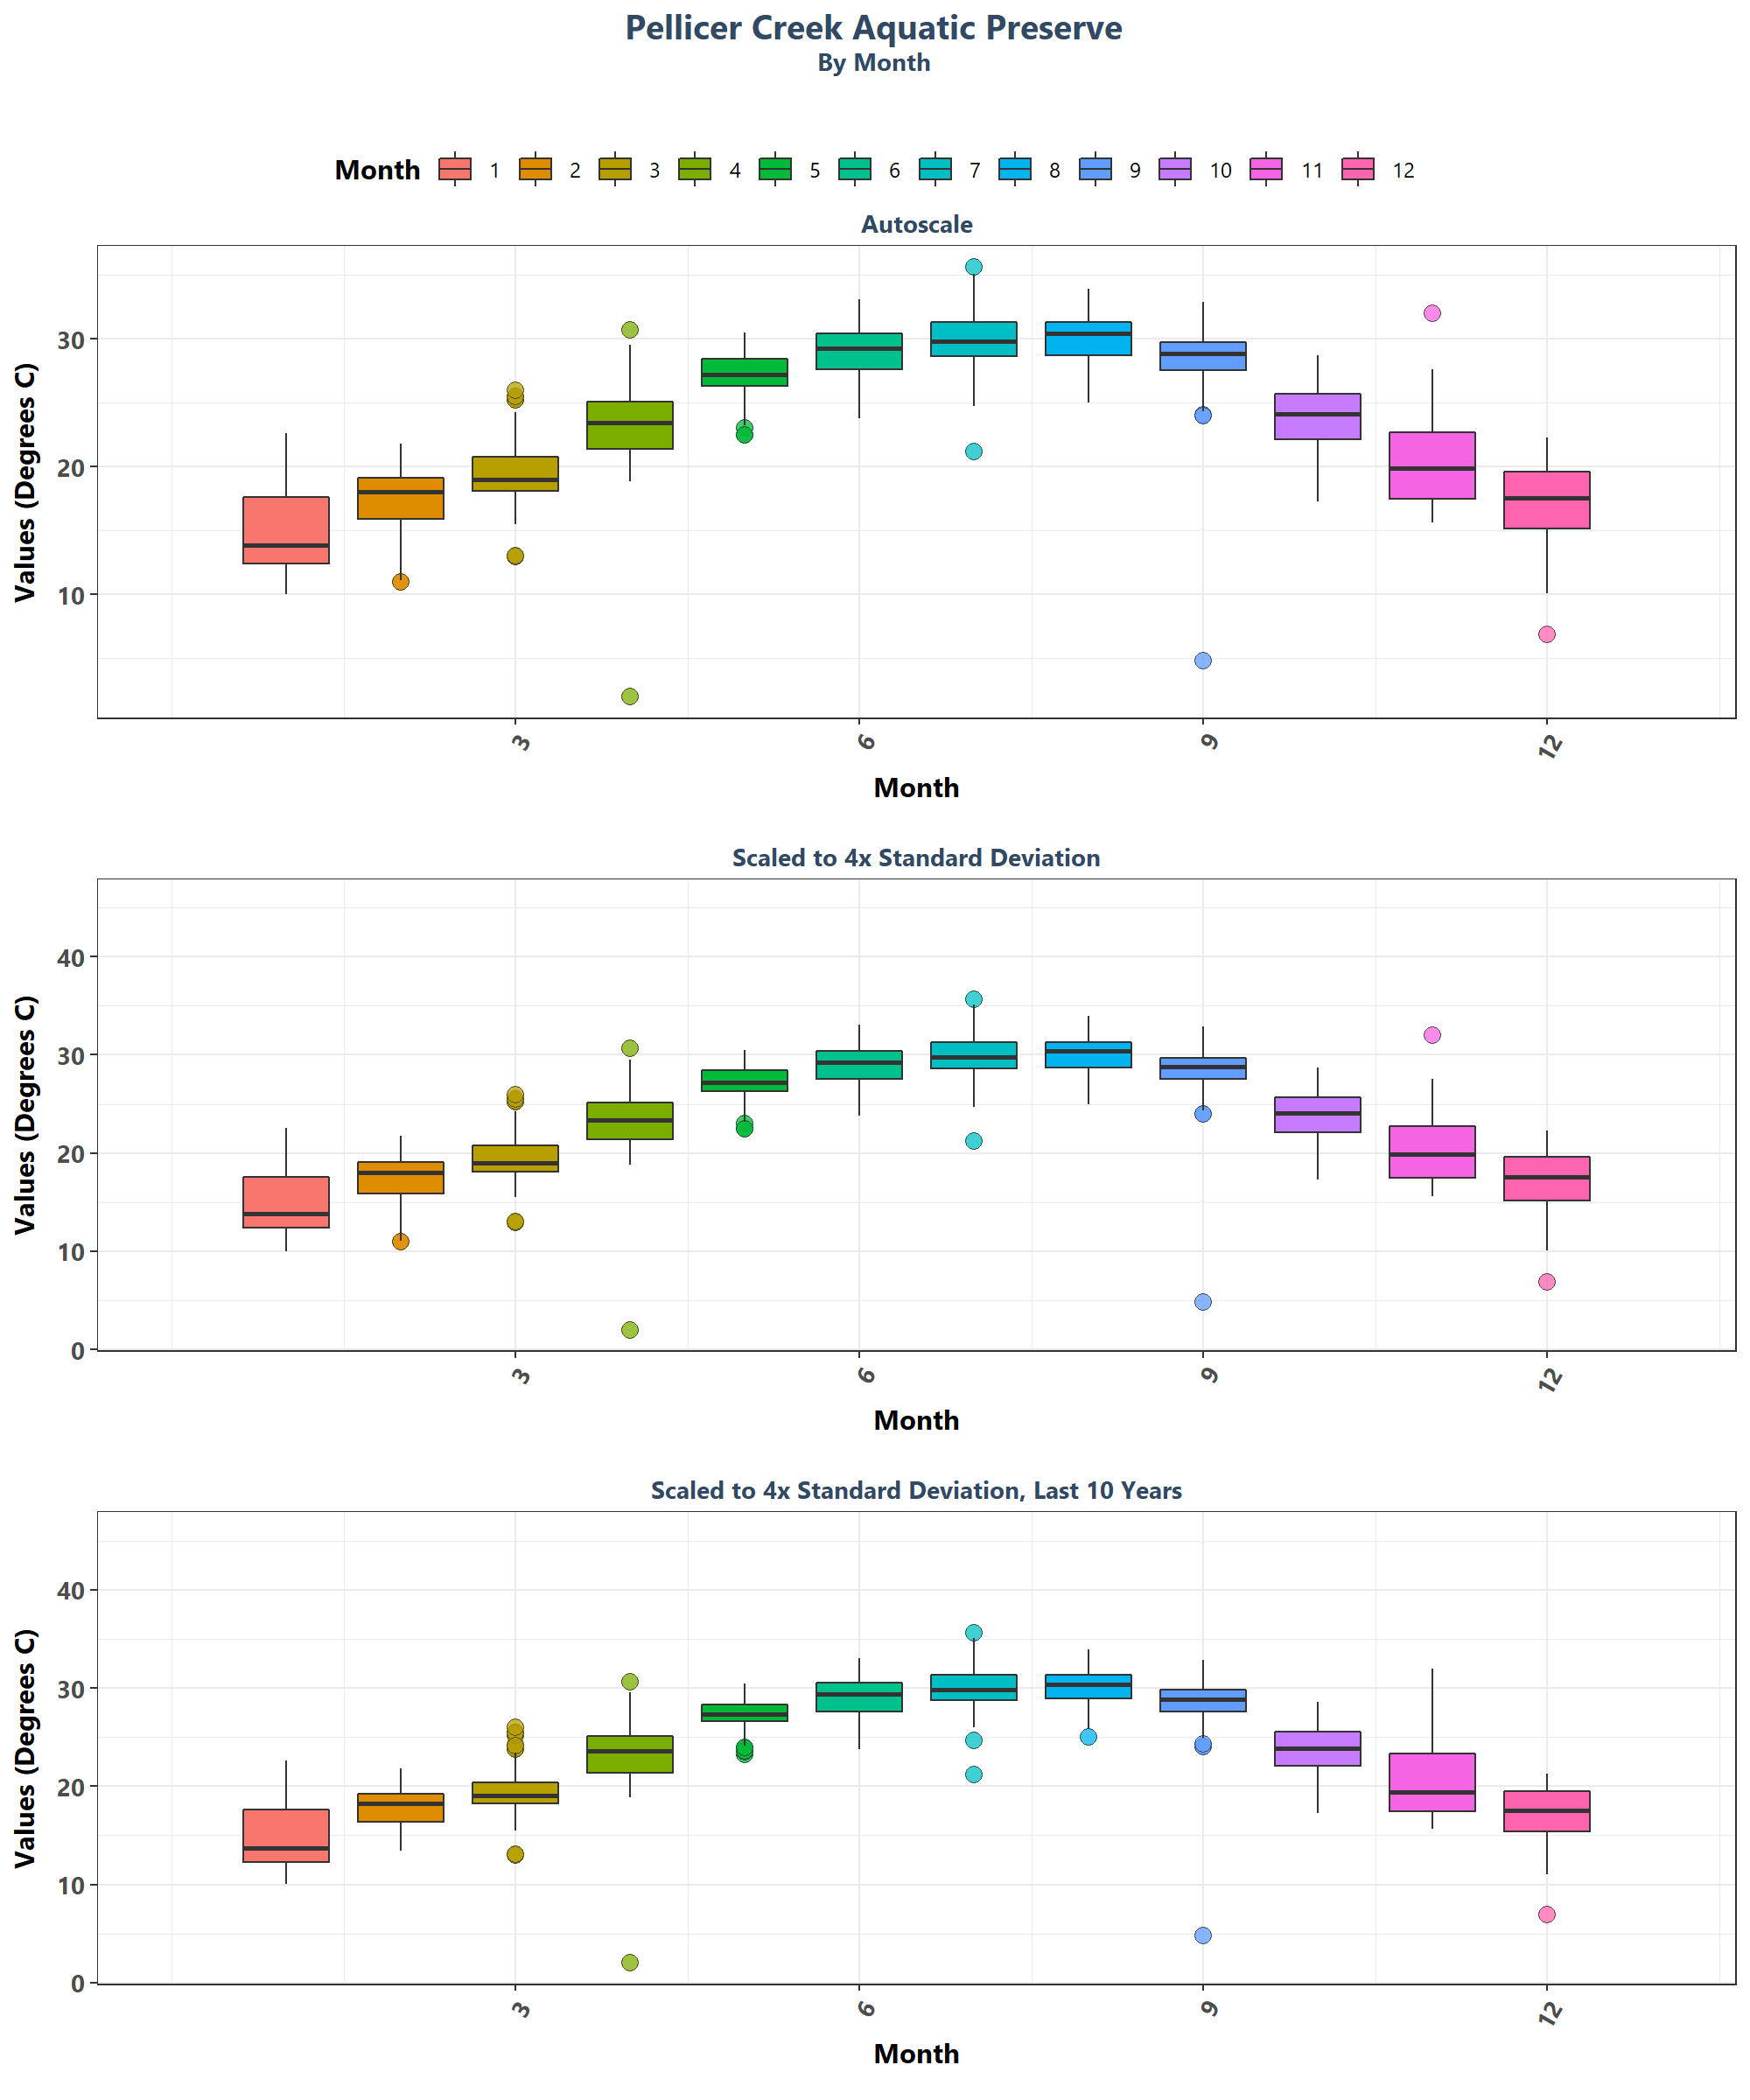 Pellicer Creek Aquatic Preserve
By Month
Month 1 2 3 4 5 6 7 8 9 10 11 12
Autoscale
Values (Degrees C)
30
20
10
3 6 9 12
Month
Scaled to 4x Standard Deviation
Values (Degrees C)
40
30
20
10
0
3 6 9 12
Month
Scaled to 4x Standard Deviation, Last 10 Years
Values (Degrees C)
40
30
20
10
0
3 6 9 12
Month